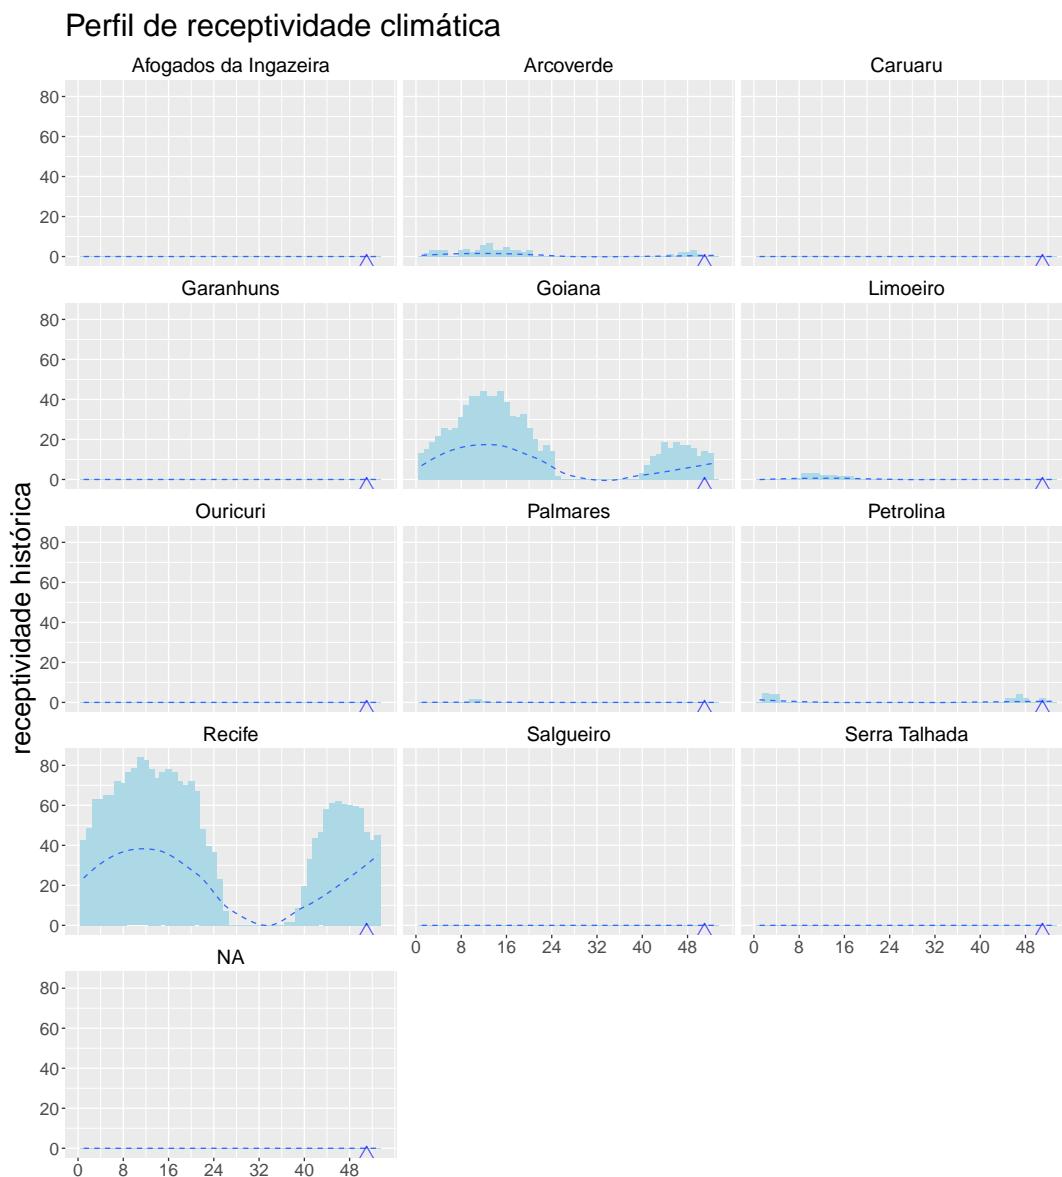 Perfil de receptividade climática
Afogados da Ingazeira Arcoverde Caruaru
80
60
40
20
0
Garanhuns Goiana Limoeiro
80
60
40
20
0
receptividade histórica
Ouricuri Palmares Petrolina
80
60
40
20
0
Recife Salgueiro Serra Talhada
80
60
40
20
0
0 8 16 24 32 40 48 0 8 16 24 32 40 48
NA
80
60
40
20
0
0 8 16 24 32 40 48